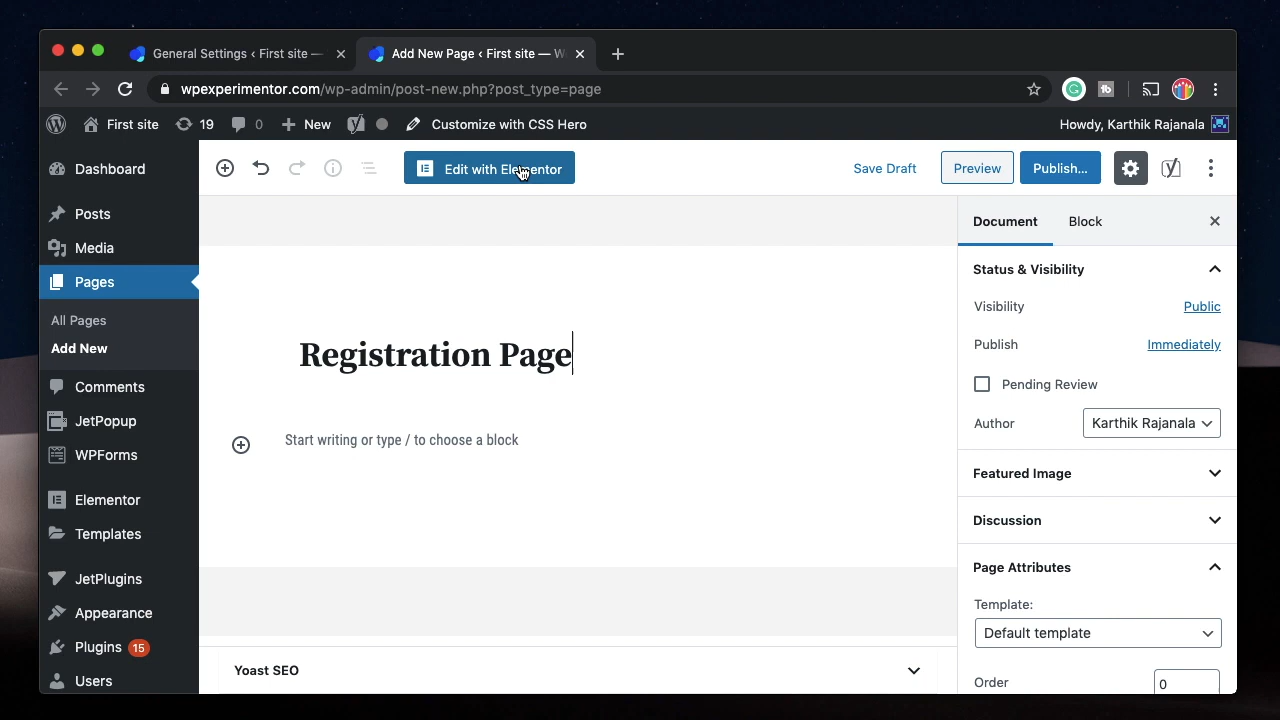 General Settings ‹ First site —
Add New Page ‹ First site — W
wpexperimentor.com/wp-admin/post-new.php?post_type=page
First site
19
0
New
Customize with CSS Hero
Howdy, Karthik Rajanala
Dashboard
Posts
Media
Pages
All Pages
Add New
Comments
JetPopup
WPForms
Elementor
Templates
JetPlugins
Appearance
Plugins 15
Users
Edit with Elementor
Save Draft
Preview
Publish...
Registration Page
Start writing or type / to choose a block
Yoast SEO
Document
Block
Status & Visibility
Visibility
Public
Publish
Immediately
Pending Review
Author
Karthik Rajanala
Featured Image
Discussion
Page Attributes
Template:
Default template
Order
0